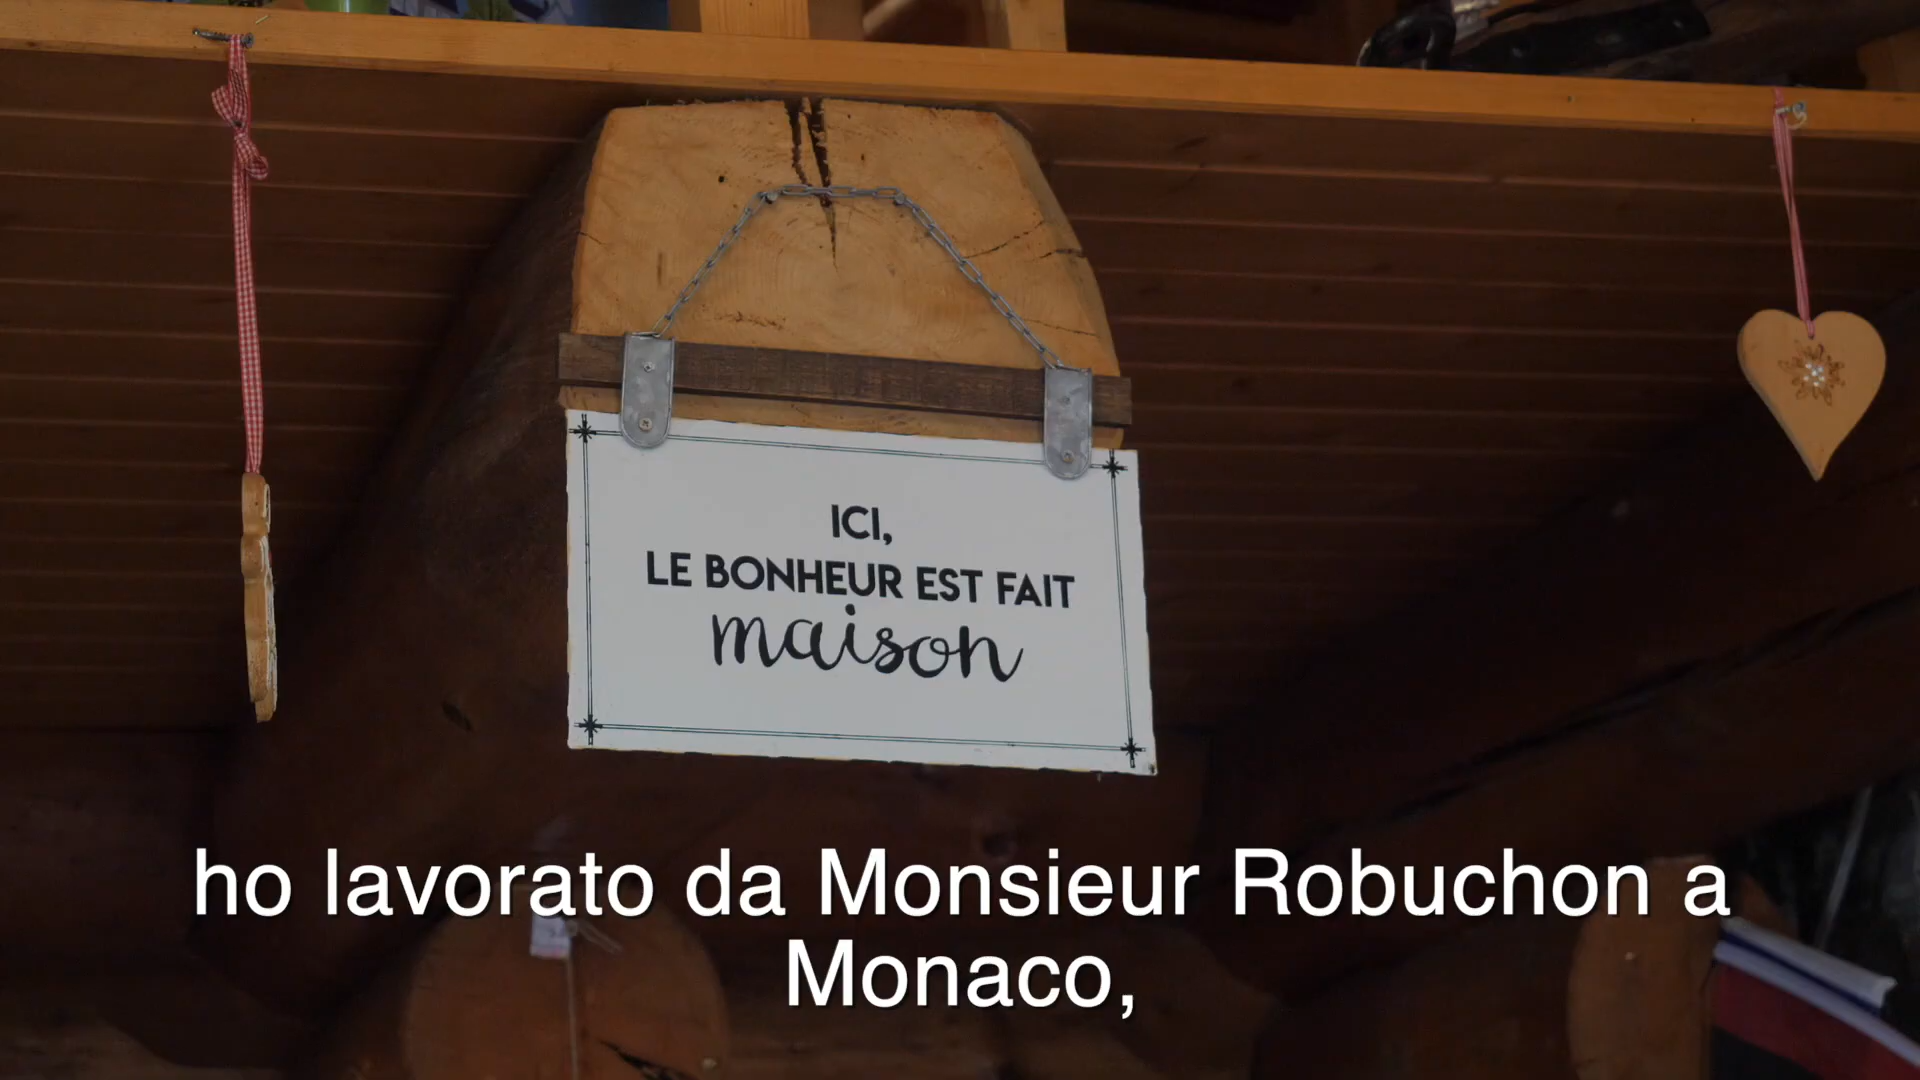 ICI,
LE BONHEUR EST FAIT
maison
ho lavorato da Monsieur Robuchon a
Monaco,